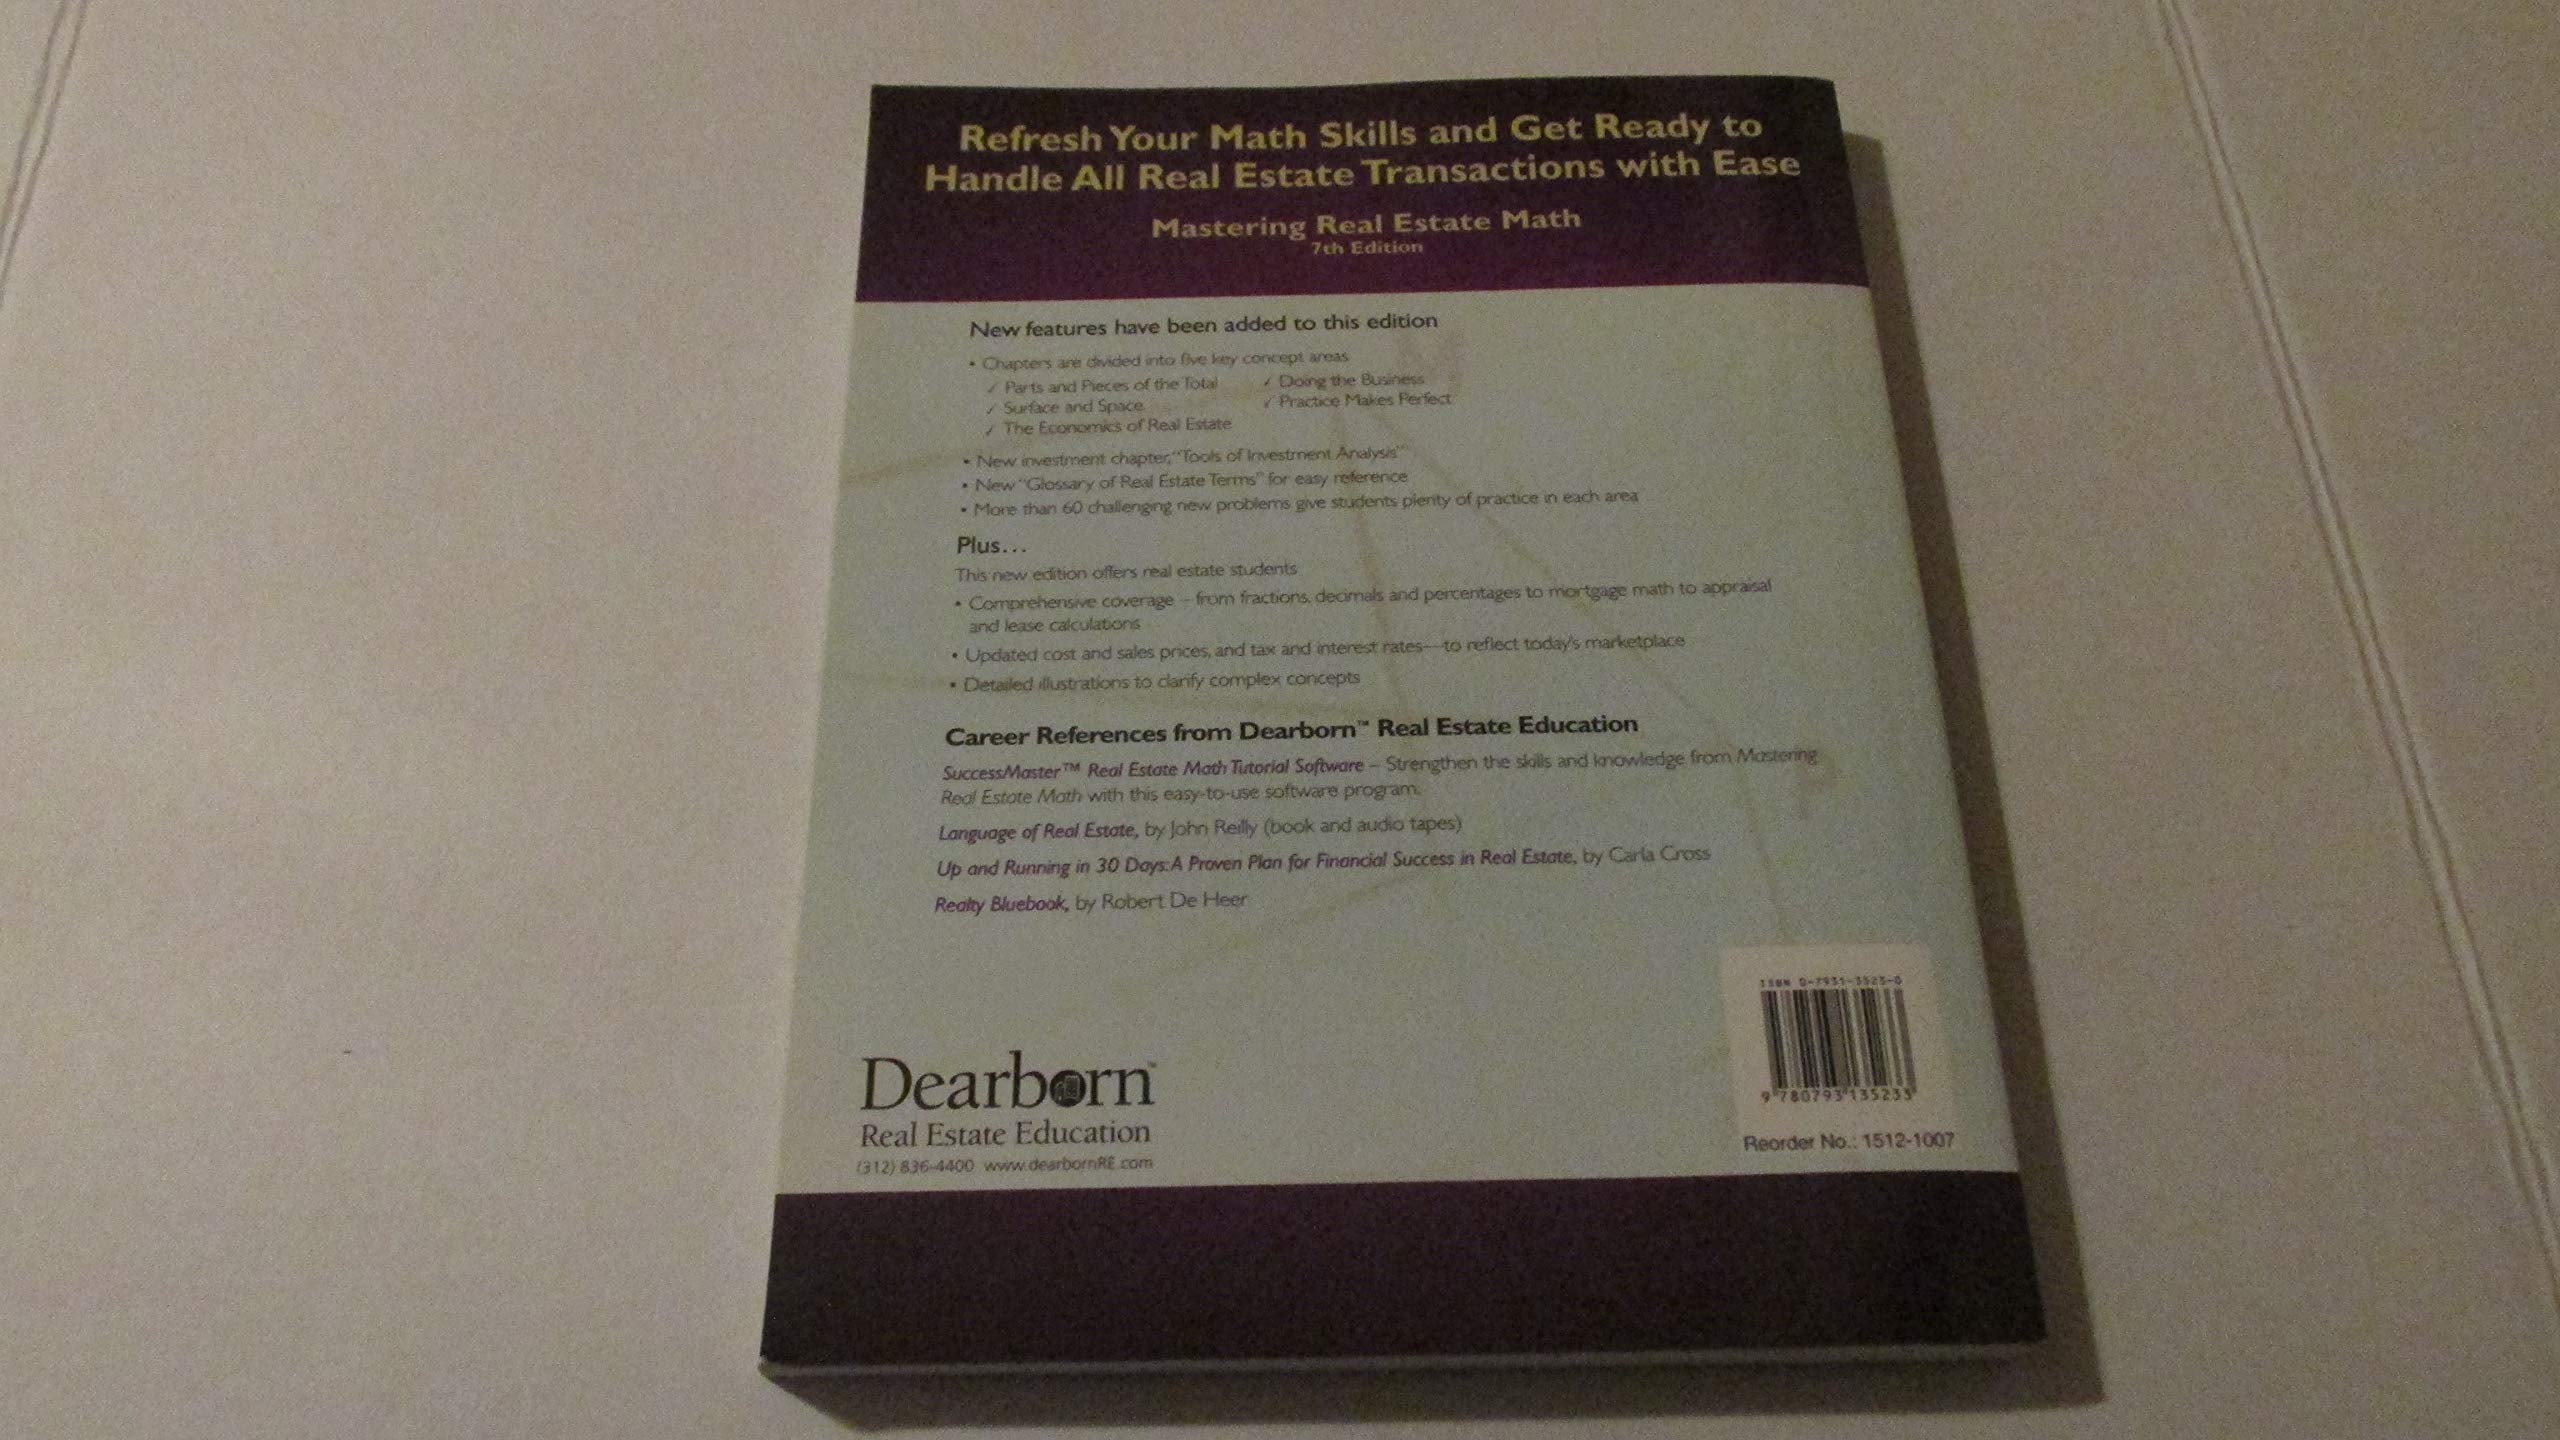 Refresh Your Math Skills and Get Ready to
Handle All Real Estate Transactions with Ease
Mastering Real Estate Math
7th Edition
New features have been added to this edition
• Chapters are divided into five key concept areas
✓ Parts and Pieces of the Total
✓ Surface and Space
✓ The Economics of Real Estate
✓ Doing the Business
✓ Practice Makes Perfect
• New investment chapter, "Tools of Investment Analysis"
• New "Glossary of Real Estate Terms" for easy reference
• More than 60 challenging new problems give students plenty of practice in each area
Plus...
This new edition offers real estate students
• Comprehensive coverage – from fractions, decimals and percentages to mortgage math to appraisal
and lease calculations
• Updated cost and sales prices, and tax and interest rates—to reflect today's marketplace
• Detailed illustrations to clarify complex concepts
Career References from Dearborn™ Real Estate Education
SuccessMaster™ Real Estate Math Tutorial Software – Strengthen the skills and knowledge from Mastering
Real Estate Math with this easy-to-use software program.
Language of Real Estate, by John Reilly (book and audio tapes)
Up and Running in 30 Days: A Proven Plan for Financial Success in Real Estate, by Carla Cross
Realty Bluebook, by Robert De Heer
ISBN 0-7931-3523-0
9 780793 135233
Reorder No.: 1512-1007
Dearborn™
Real Estate Education
(312) 836-4400 www.dearbornRE.com